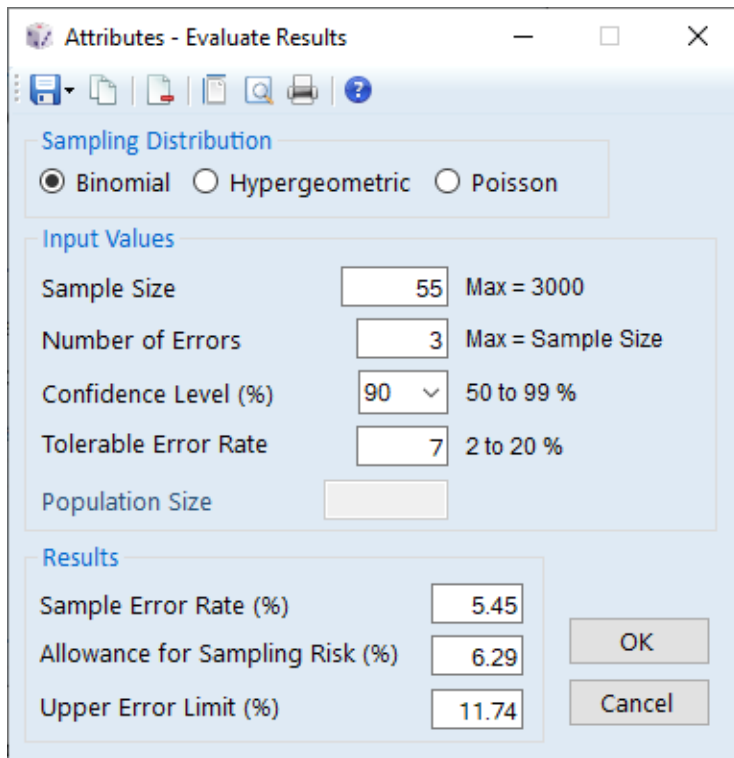 Attributes - Evaluate Results
Sampling Distribution
Binomial Hypergeometric Poisson
Input Values
Sample Size 55 Max = 3000
Number of Errors 3 Max = Sample Size
Confidence Level (%) 90 50 to 99 %
Tolerable Error Rate 7 2 to 20 %
Population Size
Results
Sample Error Rate (%) 5.45
Allowance for Sampling Risk (%) 6.29
OK
Upper Error Limit (%) 11.74
Cancel